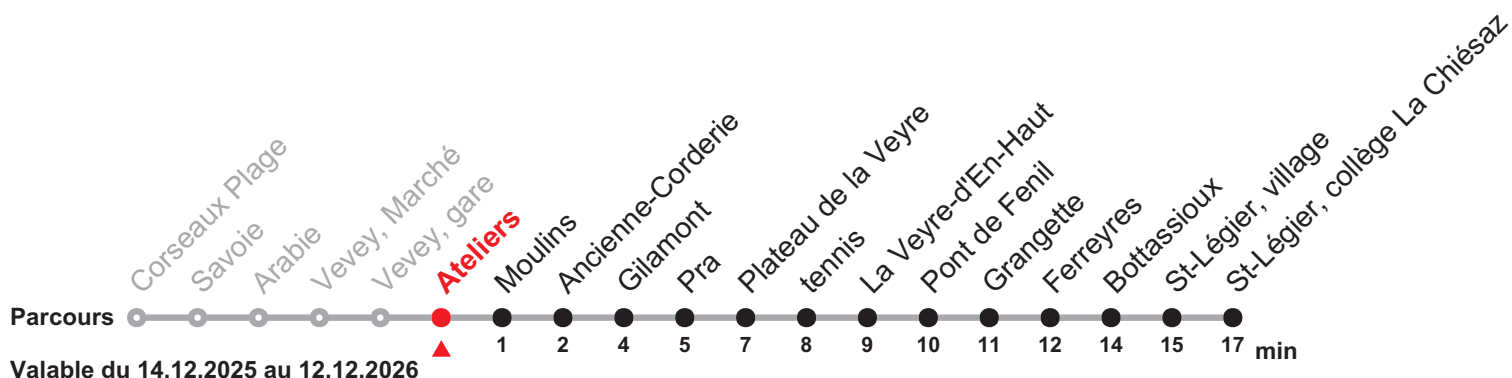 Corseaux Plage
Savoie
Arabie
Vevey, Marché
Vevey, gare
Ateliers
Moulins
Ancienne-Corderie
Gilamont
Pra
Plateau de la Veyre
tennis
La Veyre-d'En-Haut
Pont de Fenil
Grangette
Ferreyres
Bottassioux
St-Légier, village
St-Légier, collège La Chiésaz
Parcours
1 2 4 5 7 8 9 10 11 12 14 15 17 min
Valable du 14.12.2025 au 12.12.2026